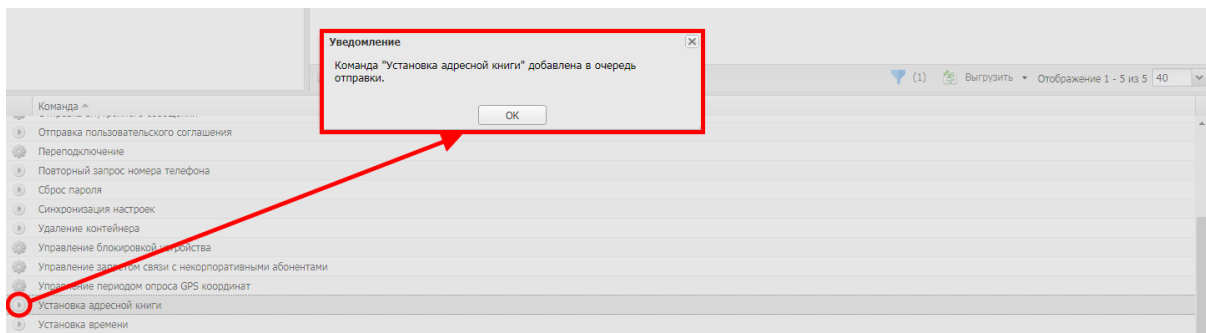 Уведомление
Команда "Установка адресной книги" добавлена в очередь
отправки.
ОК
(1) Выгрузить Отображение 1 - 5 из 5 40
Команда
Отправка пользовательского соглашения
Переподключение
Повторный запрос номера телефона
Сброс пароля
Синхронизация настроек
Удаление контейнера
Управление блокировкой устройства
Управление запретом связи с некорпоративными абонентами
Управление периодом опроса GPS координат
Установка адресной книги
Установка времени